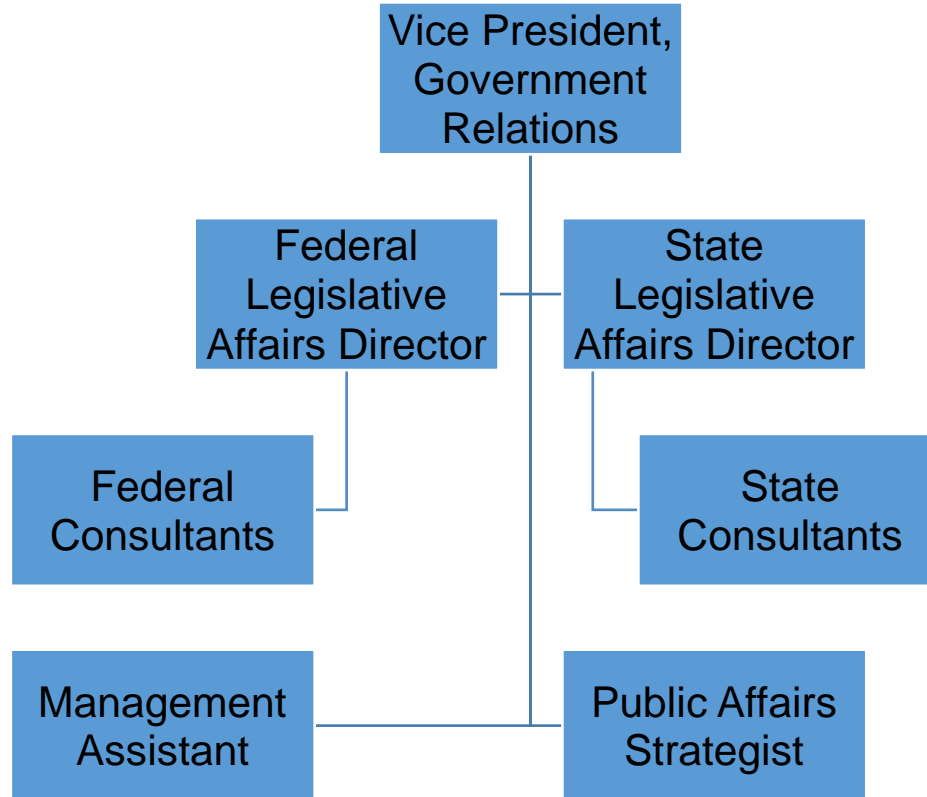 Vice President,
Government
Relations
Federal
Legislative
Affairs Director
State
Legislative
Affairs Director
Federal
Consultants
State
Consultants
Management
Assistant
Public Affairs
Strategist